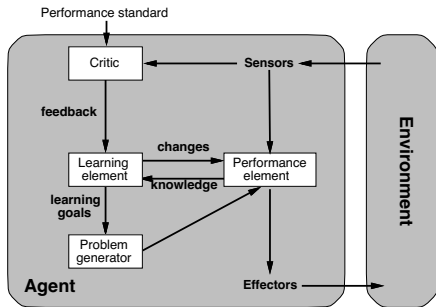 Performance standard
Critic
Sensors
feedback
changes
Learning
element
Performance
element
knowledge
learning
goals
Problem
generator
Agent
Effectors
Environment